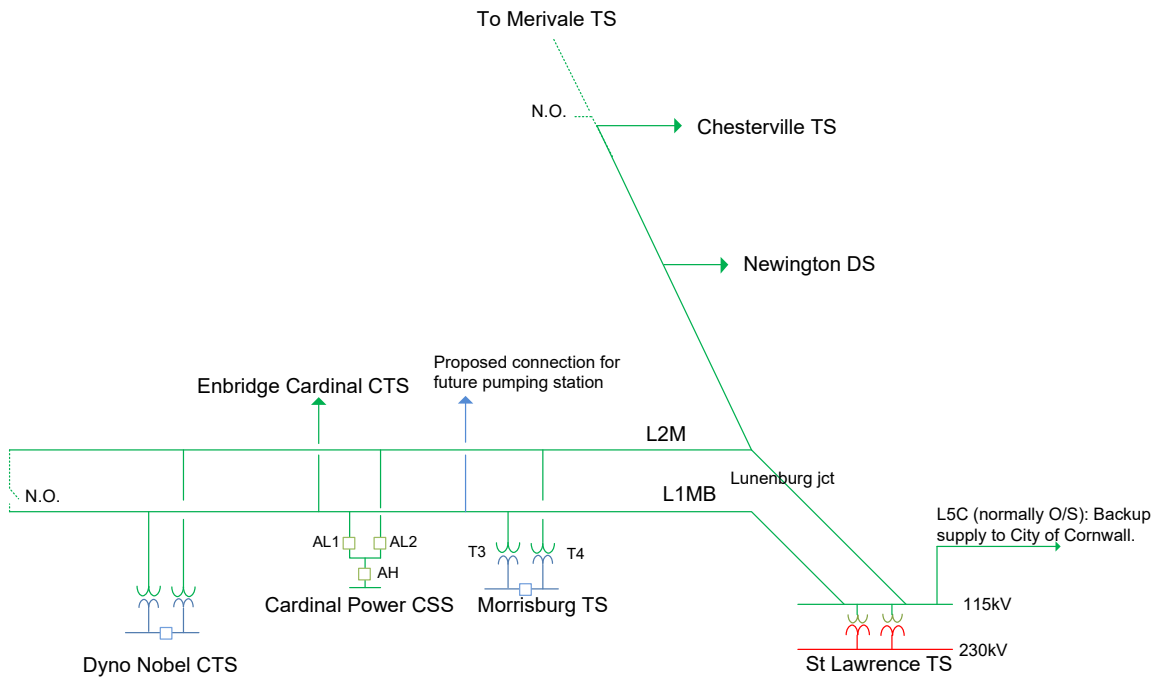 To Merivale TS
N.O.
Chesterville TS
Newington DS
Proposed connection for
future pumping station
Enbridge Cardinal CTS
L2M
Lunenburg jct
N.O.
L1MB
L5C (normally O/S): Backup
supply to City of Cornwall.
AL1
AL2
T3
T4
AH
Cardinal Power CSS
Morrisburg TS
115kV
230kV
Dyno Nobel CTS
St Lawrence TS